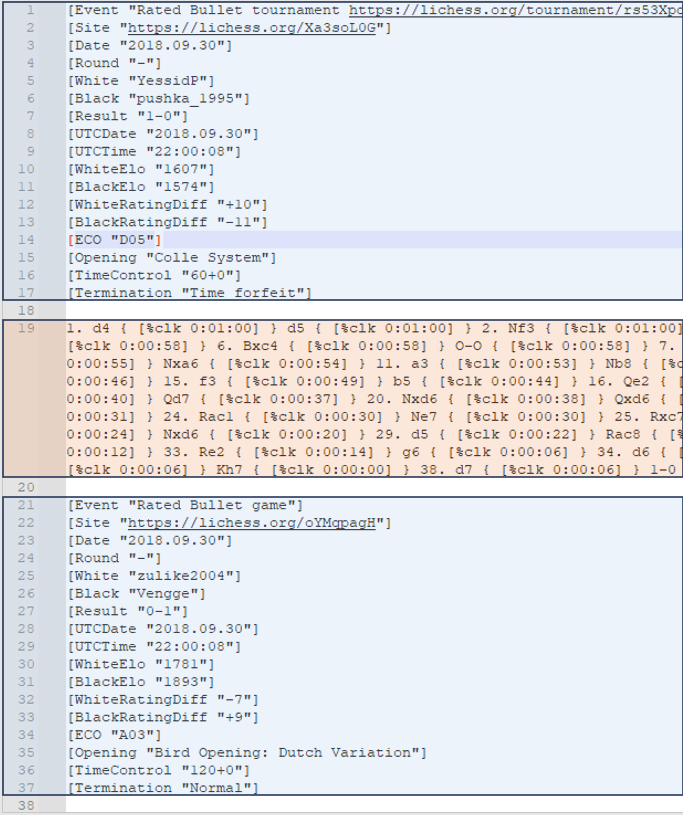 1 [Event "Rated Bullet tournament https://lichess.org/tournament/rs53Xpc
2 [Site "https://lichess.org/Xa3soL0G"]
3 [Date "2018.09.30"]
4 [Round "-"]
5 [White "YessidP"]
6 [Black "pushka_1995"]
7 [Result "1-0"]
8 [UTCDate "2018.09.30"]
9 [UTCTime "22:00:08"]
10 [WhiteElo "1607"]
11 [BlackElo "1574"]
12 [WhiteRatingDiff "+10"]
13 [BlackRatingDiff "-11"]
14 [ECO "D05"]
15 [Opening "Colle System"]
16 [TimeControl "60+0"]
17 [Termination "Time forfeit"]
18
19 1. d4 { [%clk 0:01:00] } d5 { [%clk 0:01:00] } 2. Nf3 { [%clk 0:01:00]
[%clk 0:00:58] } 6. Bxc4 { [%clk 0:00:58] } O-O { [%clk 0:00:58] } 7.
0:00:55] } Nxa6 { [%clk 0:00:54] } 11. a3 { [%clk 0:00:53] } Nb8 { [%c
0:00:46] } 15. f3 { [%clk 0:00:49] } b5 { [%clk 0:00:44] } 16. Qe2 { [
0:00:40] } Qd7 { [%clk 0:00:37] } 20. Nxd6 { [%clk 0:00:38] } Qxd6 { [
0:00:31] } 24. Rac1 { [%clk 0:00:30] } Ne7 { [%clk 0:00:30] } 25. Rxc7
0:00:24] } Nxd6 { [%clk 0:00:20] } 29. d5 { [%clk 0:00:22] } Rac8 { [%
0:00:12] } 33. Re2 { [%clk 0:00:14] } g6 { [%clk 0:00:06] } 34. d6 { [
[%clk 0:00:06] } Kh7 { [%clk 0:00:00] } 38. d7 { [%clk 0:00:06] } 1-0
20
21 [Event "Rated Bullet game"]
22 [Site "https://lichess.org/oYMqpagH"]
23 [Date "2018.09.30"]
24 [Round "-"]
25 [White "zulike2004"]
26 [Black "Vengge"]
27 [Result "0-1"]
28 [UTCDate "2018.09.30"]
29 [UTCTime "22:00:08"]
30 [WhiteElo "1781"]
31 [BlackElo "1893"]
32 [WhiteRatingDiff "-7"]
33 [BlackRatingDiff "+9"]
34 [ECO "A03"]
35 [Opening "Bird Opening: Dutch Variation"]
36 [TimeControl "120+0"]
37 [Termination "Normal"]
38